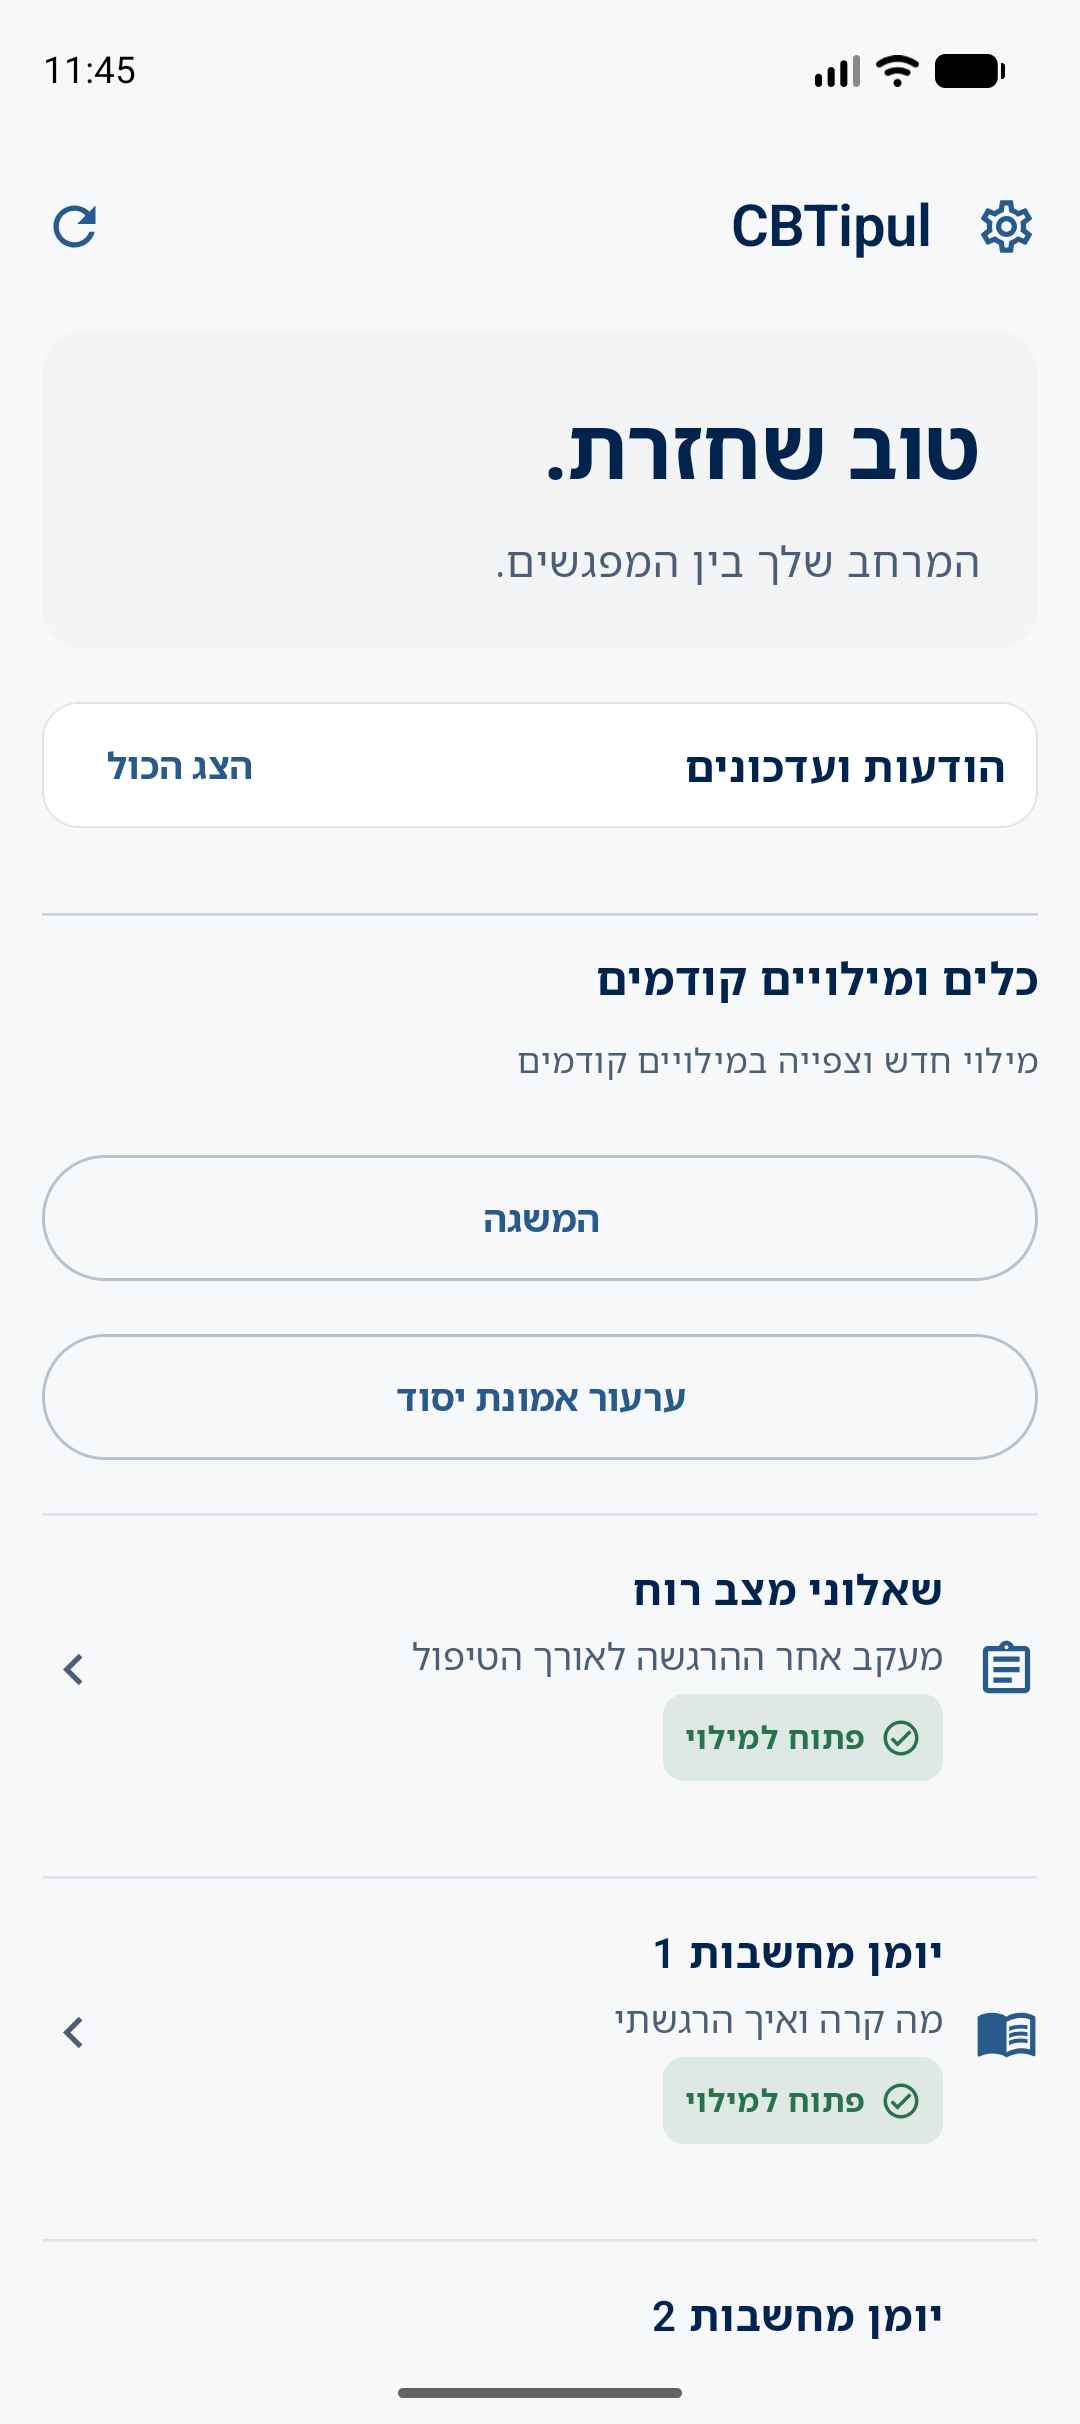 11:45
CBTipul
טוב שחזרת.
המרחב שלך בין המפגשים.
הודעות ועדכונים
הצג הכול
כלים ומילויים קודמים
מילוי חדש וצפייה במילויים קודמים
המשגה
ערעור אמונת יסוד
שאלוני מצב רוח
מעקב אחר ההרגשה לאורך הטיפול
פתוח למילוי
יומן מחשבות 1
מה קרה ואיך הרגשתי
פתוח למילוי
יומן מחשבות 2